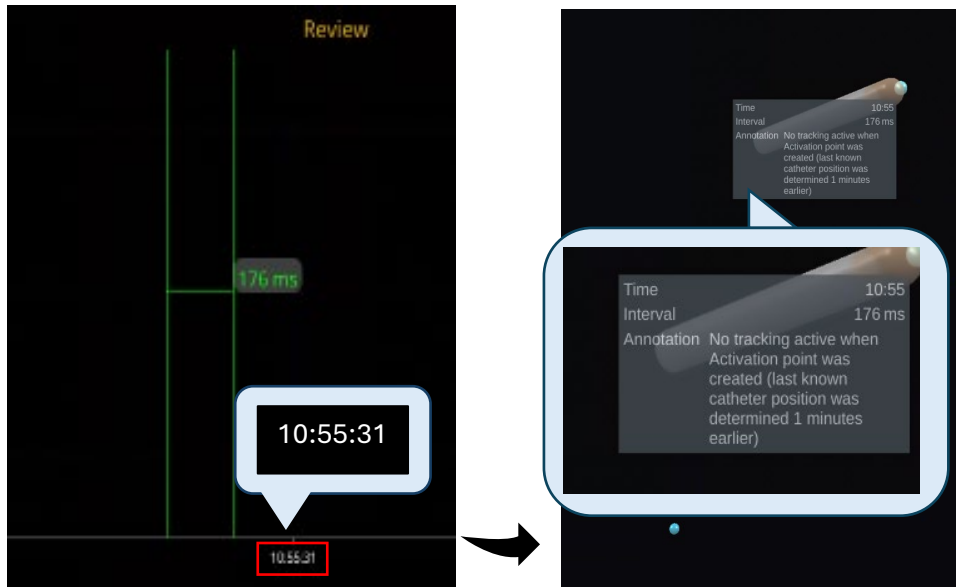 Review
176 ms
10:55:31
10:55:31
Time 10:55
Interval 176 ms
Annotation No tracking active when
Activation point was
created (last known
catheter position was
determined 1 minutes
earlier)
Time 10:55
Interval 176 ms
Annotation No tracking active when
Activation point was
created (last known
catheter position was
determined 1 minutes
earlier)